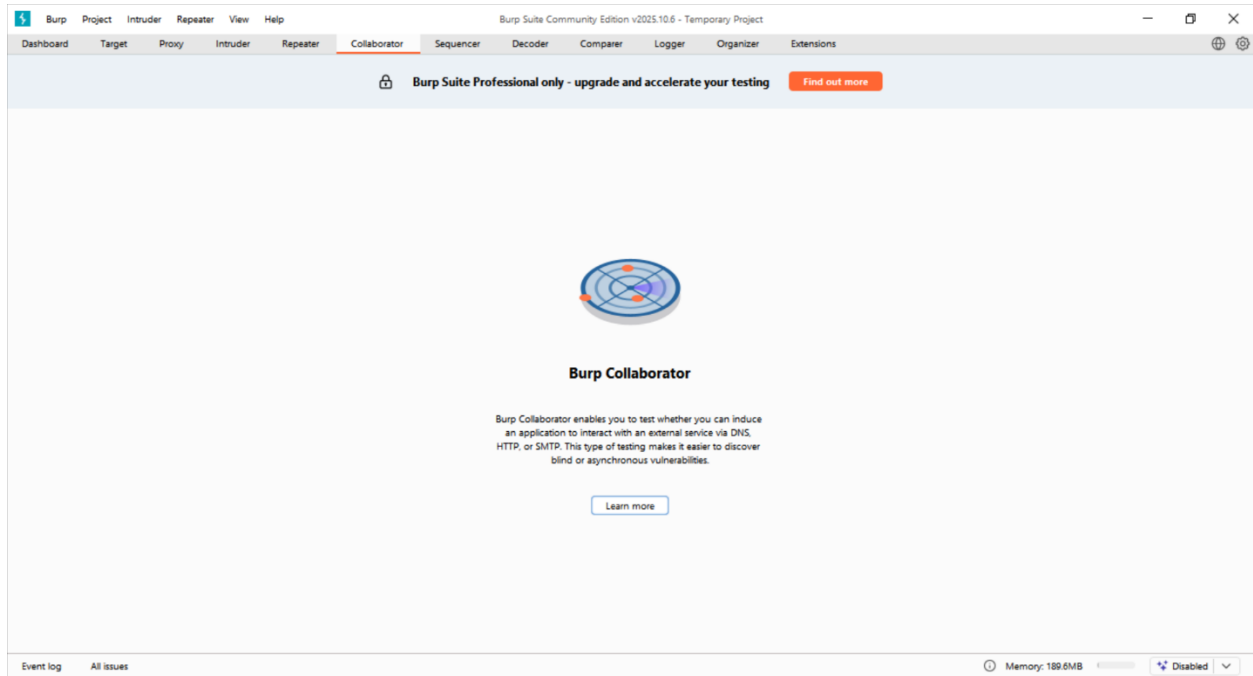 Burp Project Intruder Repeater View Help Burp Suite Community Edition v2025.10.6 - Temporary Project
Dashboard Target Proxy Intruder Repeater Collaborator Sequencer Decoder Comparer Logger Organizer Extensions
Burp Suite Professional only - upgrade and accelerate your testing Find out more
Burp Collaborator
Burp Collaborator enables you to test whether you can induce
an application to interact with an external service via DNS,
HTTP, or SMTP. This type of testing makes it easier to discover
blind or asynchronous vulnerabilities.
Learn more
Event log All issues Memory: 189.6MB Disabled